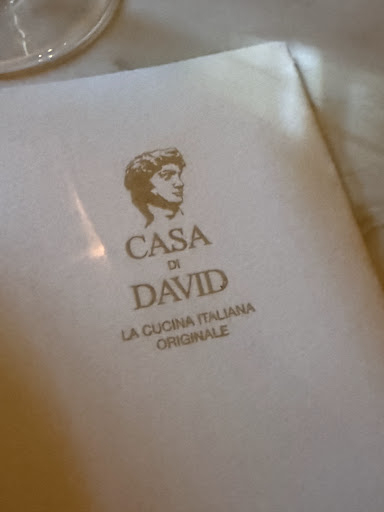 CASA
DI
DAVID
LA CUCINA ITALIANA
ORIGINALE